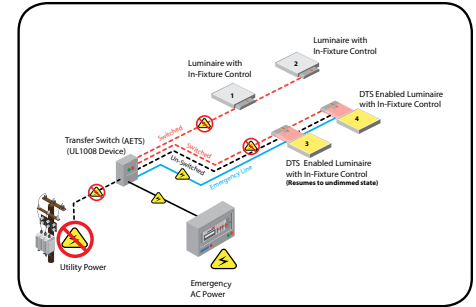 Luminaire with
In-Fixture Control
2
Luminaire with
In-Fixture Control
1
DTS Enabled Luminaire
with In-Fixture Control
4
Switched
Switched
Un-Switched
Emergency Line
Transfer Switch (AETS)
(UL1008 Device)
3
DTS Enabled Luminaire
with In-Fixture Control
(Resumes to undimmed state)
Utility Power
Emergency
AC Power